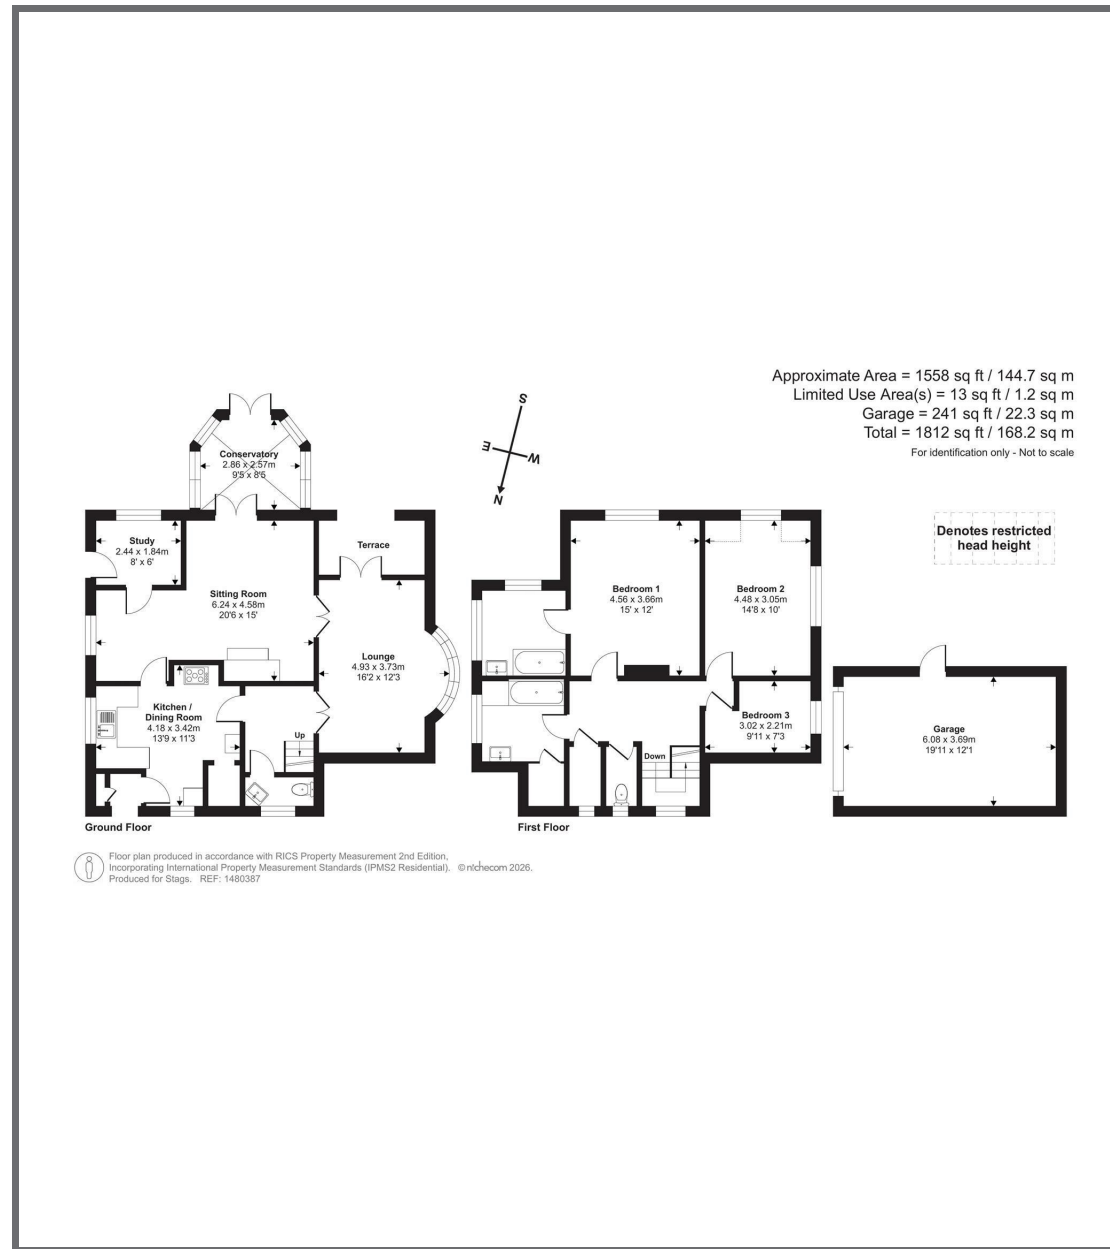 Approximate Area = 1558 sq ft / 144.7 sq m
Limited Use Area(s) = 13 sq ft / 1.2 sq m
Garage = 241 sq ft / 22.3 sq m
Total = 1812 sq ft / 168.2 sq m
For identification only - Not to scale
S
E
W
N
Denotes restricted
head height
Conservatory
2.86 x 2.57m
9'5 x 8'5
Study
2.44 x 1.84m
8' x 6'
Terrace
Sitting Room
6.24 x 4.58m
20'6 x 15'
Lounge
4.93 x 3.73m
16'2 x 12'3
Kitchen /
Dining Room
4.18 x 3.42m
13'9 x 11'3
Up
Ground Floor
Bedroom 1
4.56 x 3.66m
15' x 12'
Bedroom 2
4.48 x 3.05m
14'8 x 10'
Bedroom 3
3.02 x 2.21m
9'11 x 7'3
Down
First Floor
Garage
6.08 x 3.69m
19'11 x 12'1
Floor plan produced in accordance with RICS Property Measurement 2nd Edition,
Incorporating International Property Measurement Standards (IPMS2 Residential). © nichecom 2026.
Produced for Stags. REF: 1480387